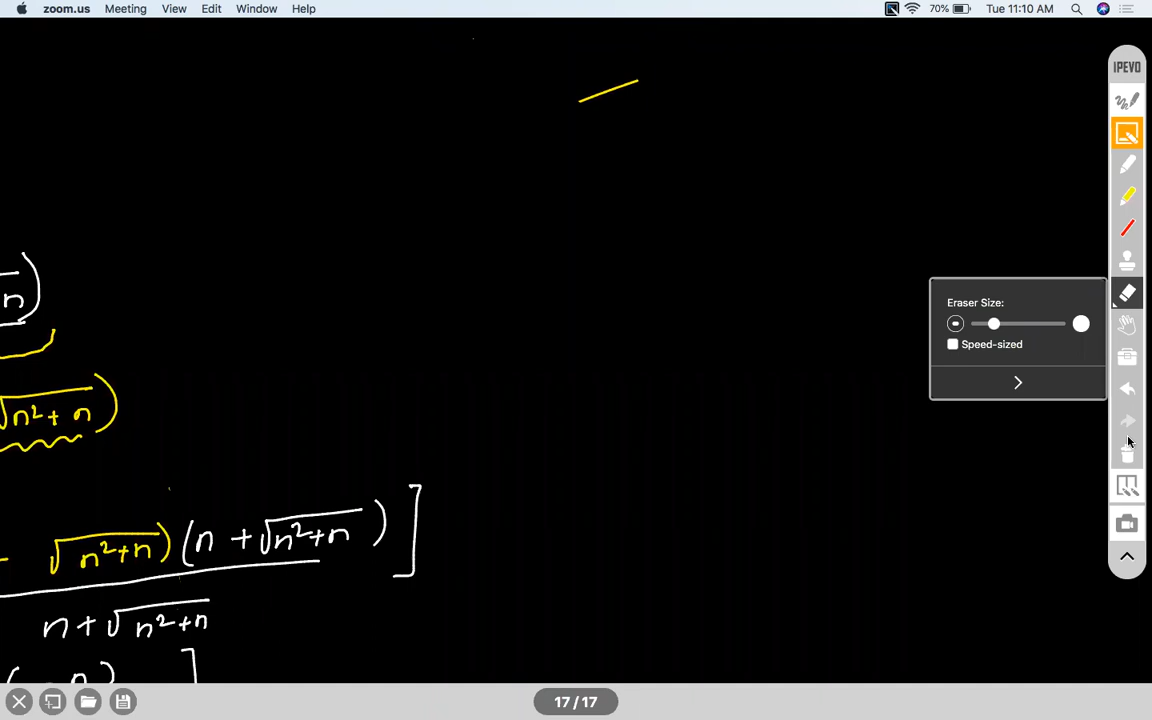 zoom.us Meeting View Edit Window Help 70% Tue 11:10 AM
IPEVO
n)
√n²+ n)
Eraser Size:
Speed-sized
- √n²+n)(n + √n²+n)]
n+√n²+n
( - n) ]
17/17